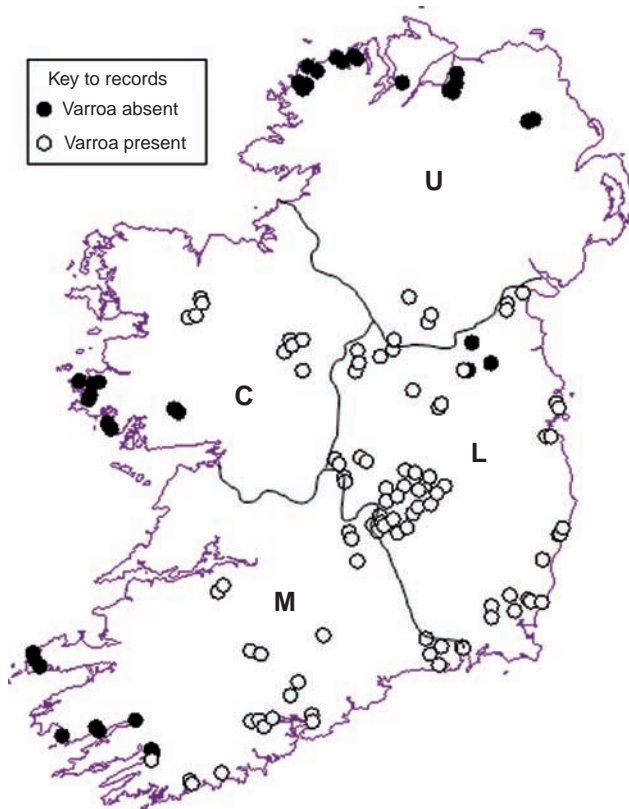 Key to records
Varroa absent
Varroa present
U
C
L
M